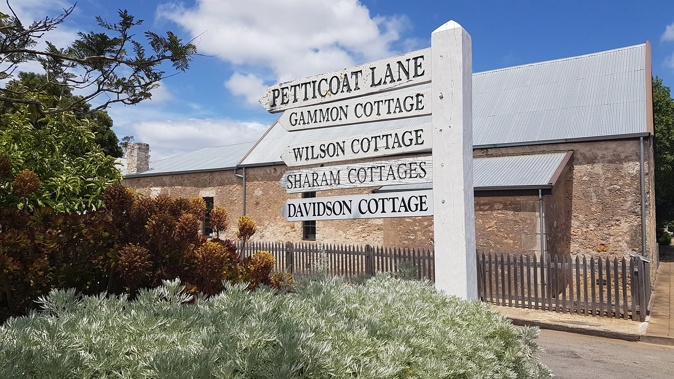 PETTICOAT LANE
GAMMON COTTAGE
WILSON COTTAGE
SHARAM COTTAGES
DAVIDSON COTTAGE